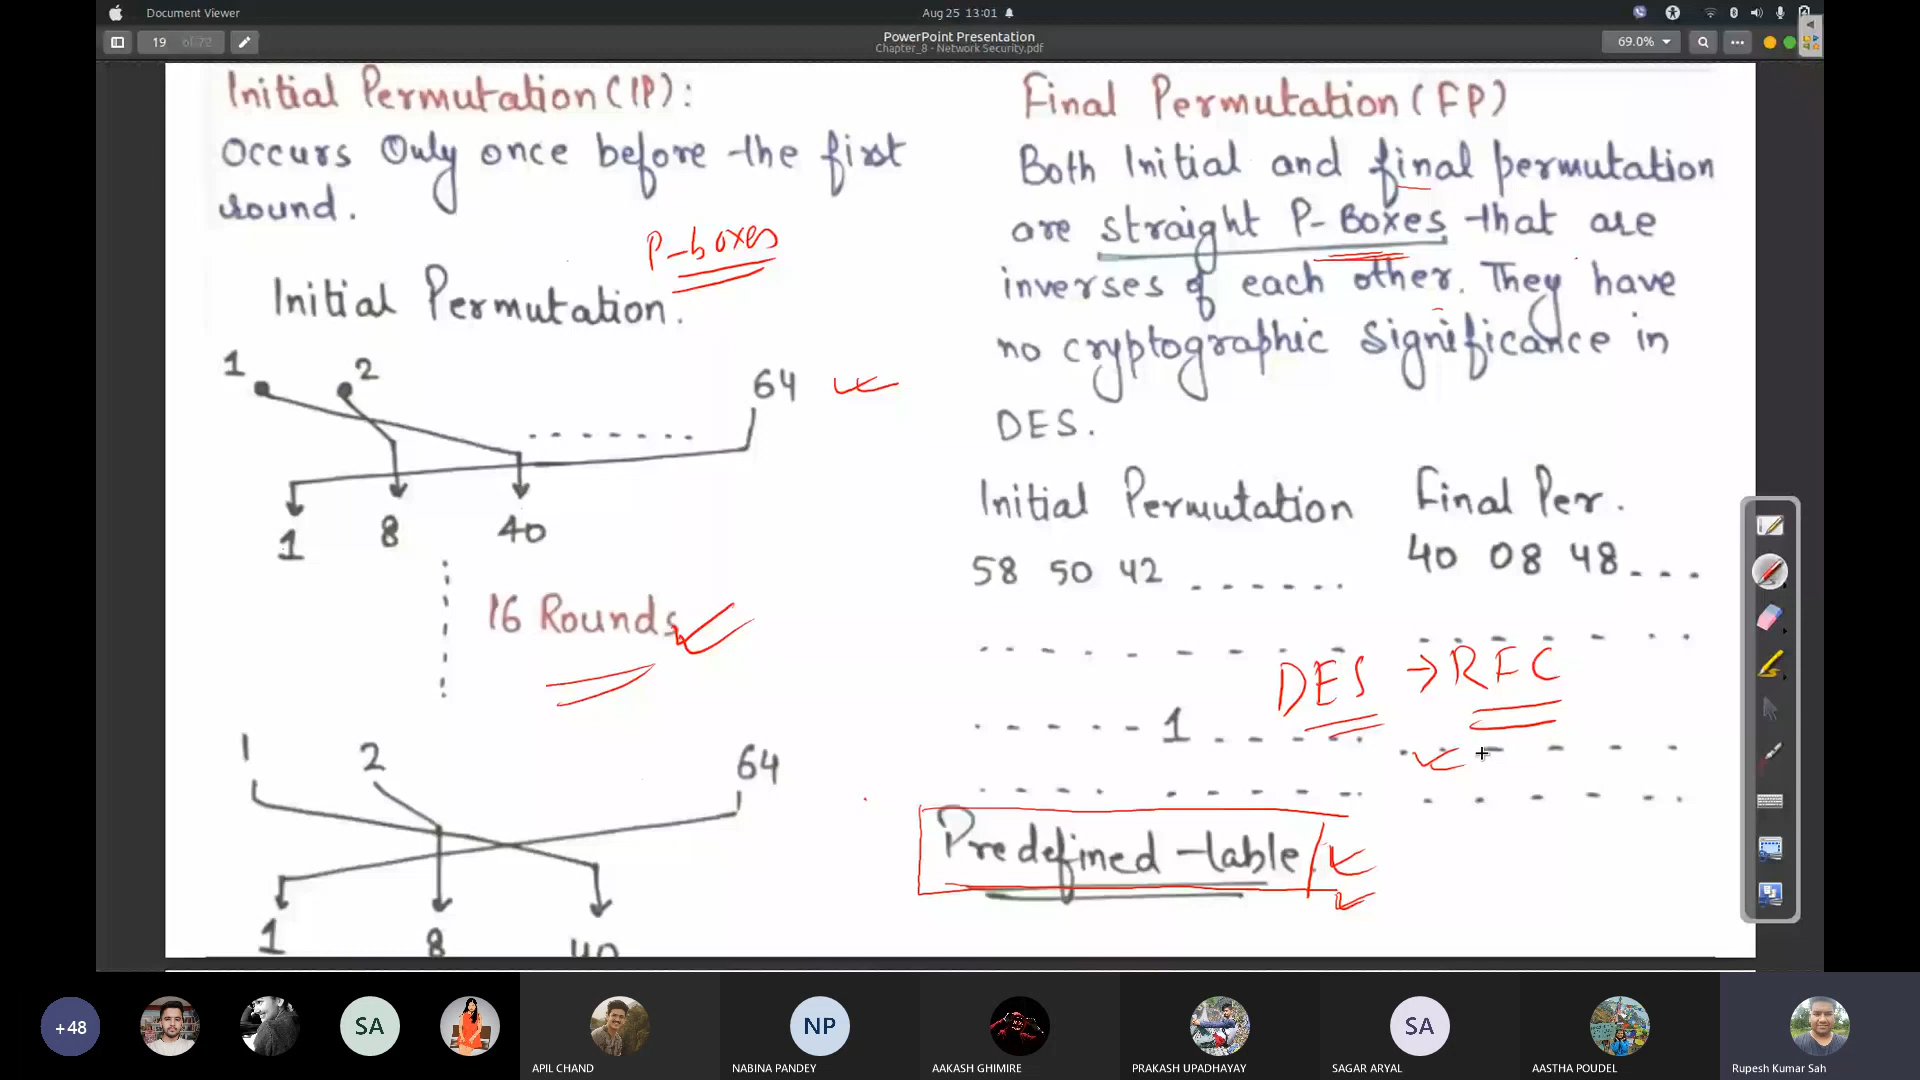 Document Viewer
Aug 25 13:01
19 of 72
PowerPoint Presentation
Chapter_8 - Network Security.pdf
69.0%
Initial Permutation (IP):
Occurs Only once before the first
round.
P-boxes
Initial Permutation.
1 2 64
1 8 40
16 Rounds
1 2 64
1 8 40
Final Permutation (FP)
Both Initial and final permutation
are straight P-Boxes that are
inverses of each other. They have
no cryptographic significance in
DES.
Initial Permutation Final Per.
58 50 42 ....... 40 08 48 ...
DES → RFC
1
Predefined table.
+48
SA
APIL CHAND
NP
NABINA PANDEY
AAKASH GHIMIRE
PRAKASH UPADHAYAY
SA
SAGAR ARYAL
AASTHA POUDEL
Rupesh Kumar Sah